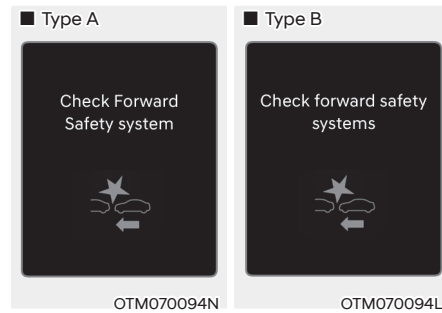 ■ Type A
Check Forward
Safety system
OTM070094N
■ Type B
Check forward safety
systems
OTM070094L